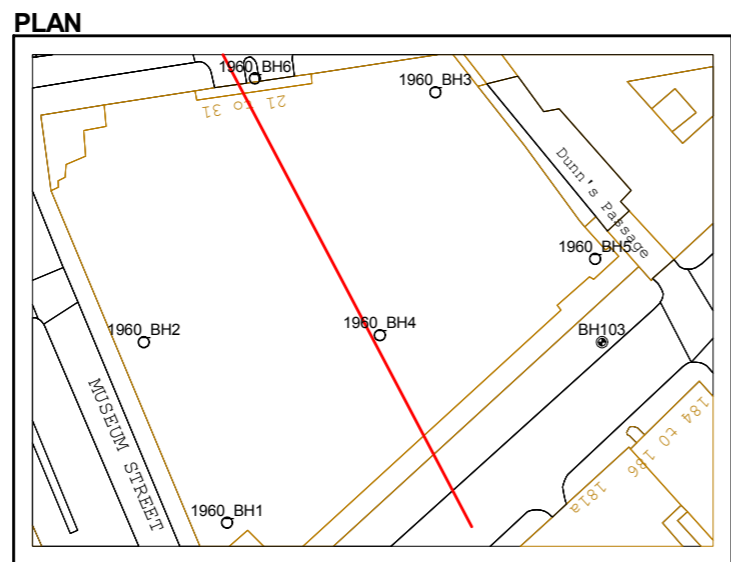 PLAN
1960_BH6
1960_BH3
21 to 31
Dunn's Passage
1960_BH5
1960_BH4
1960_BH2
BH103
MUSEUM STREET
184 tO 186
181a
1960_BH1